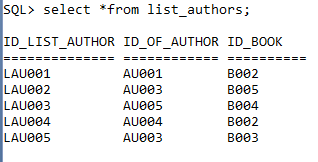 SQL> select *from list_authors;
ID_LIST_AUTHOR ID_OF_AUTHOR ID_BOOK
============== ============ ===========
LAU001 AU001 B002
LAU002 AU003 B005
LAU003 AU005 B004
LAU004 AU004 B002
LAU005 AU003 B003